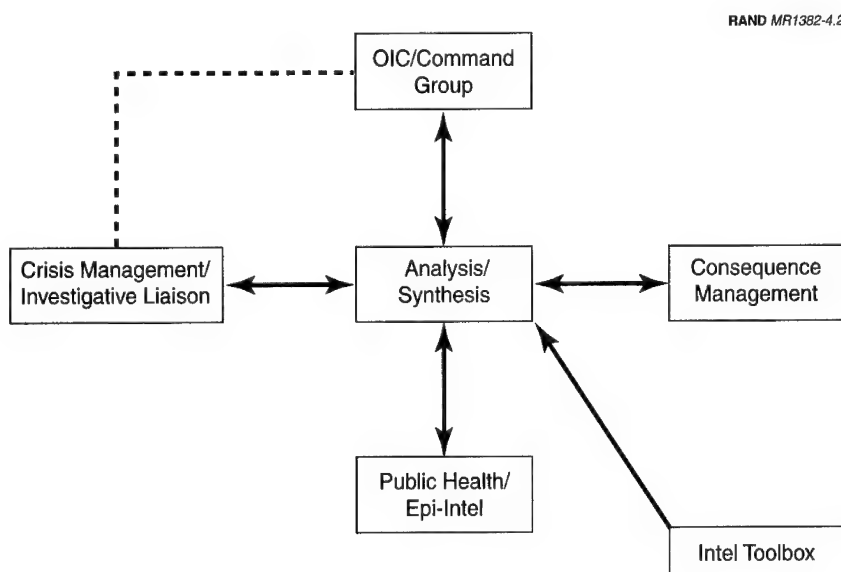 RAND MR1382-4.2
OIC/Command
Group
Crisis Management/
Investigative Liaison
Analysis/
Synthesis
Consequence
Management
Public Health/
Epi-Intel
Intel Toolbox